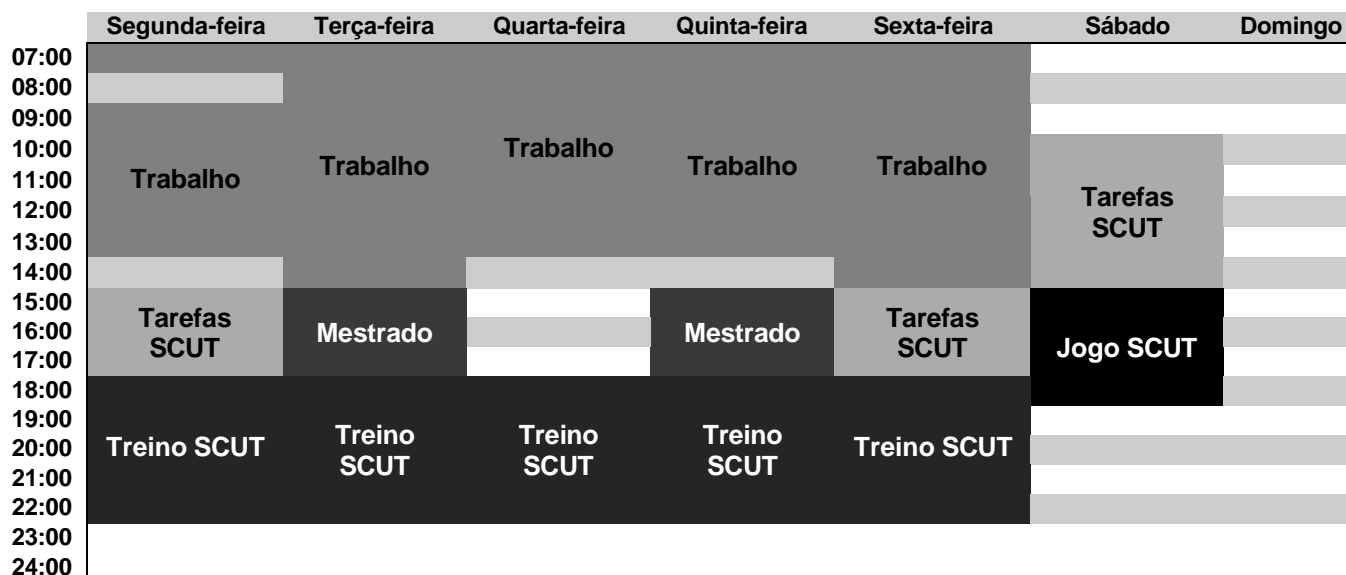 Segunda-feira Terça-feira Quarta-feira Quinta-feira Sexta-feira Sábado Domingo
07:00
08:00
09:00
10:00 Trabalho
11:00 Trabalho Trabalho Trabalho Trabalho
12:00 Tarefas
13:00 SCUT
14:00
15:00 Tarefas Tarefas
16:00 SCUT Mestrado Mestrado SCUT
17:00 Jogo SCUT
18:00
19:00 Treino Treino Treino
20:00 Treino SCUT SCUT SCUT SCUT Treino SCUT
21:00
22:00
23:00
24:00